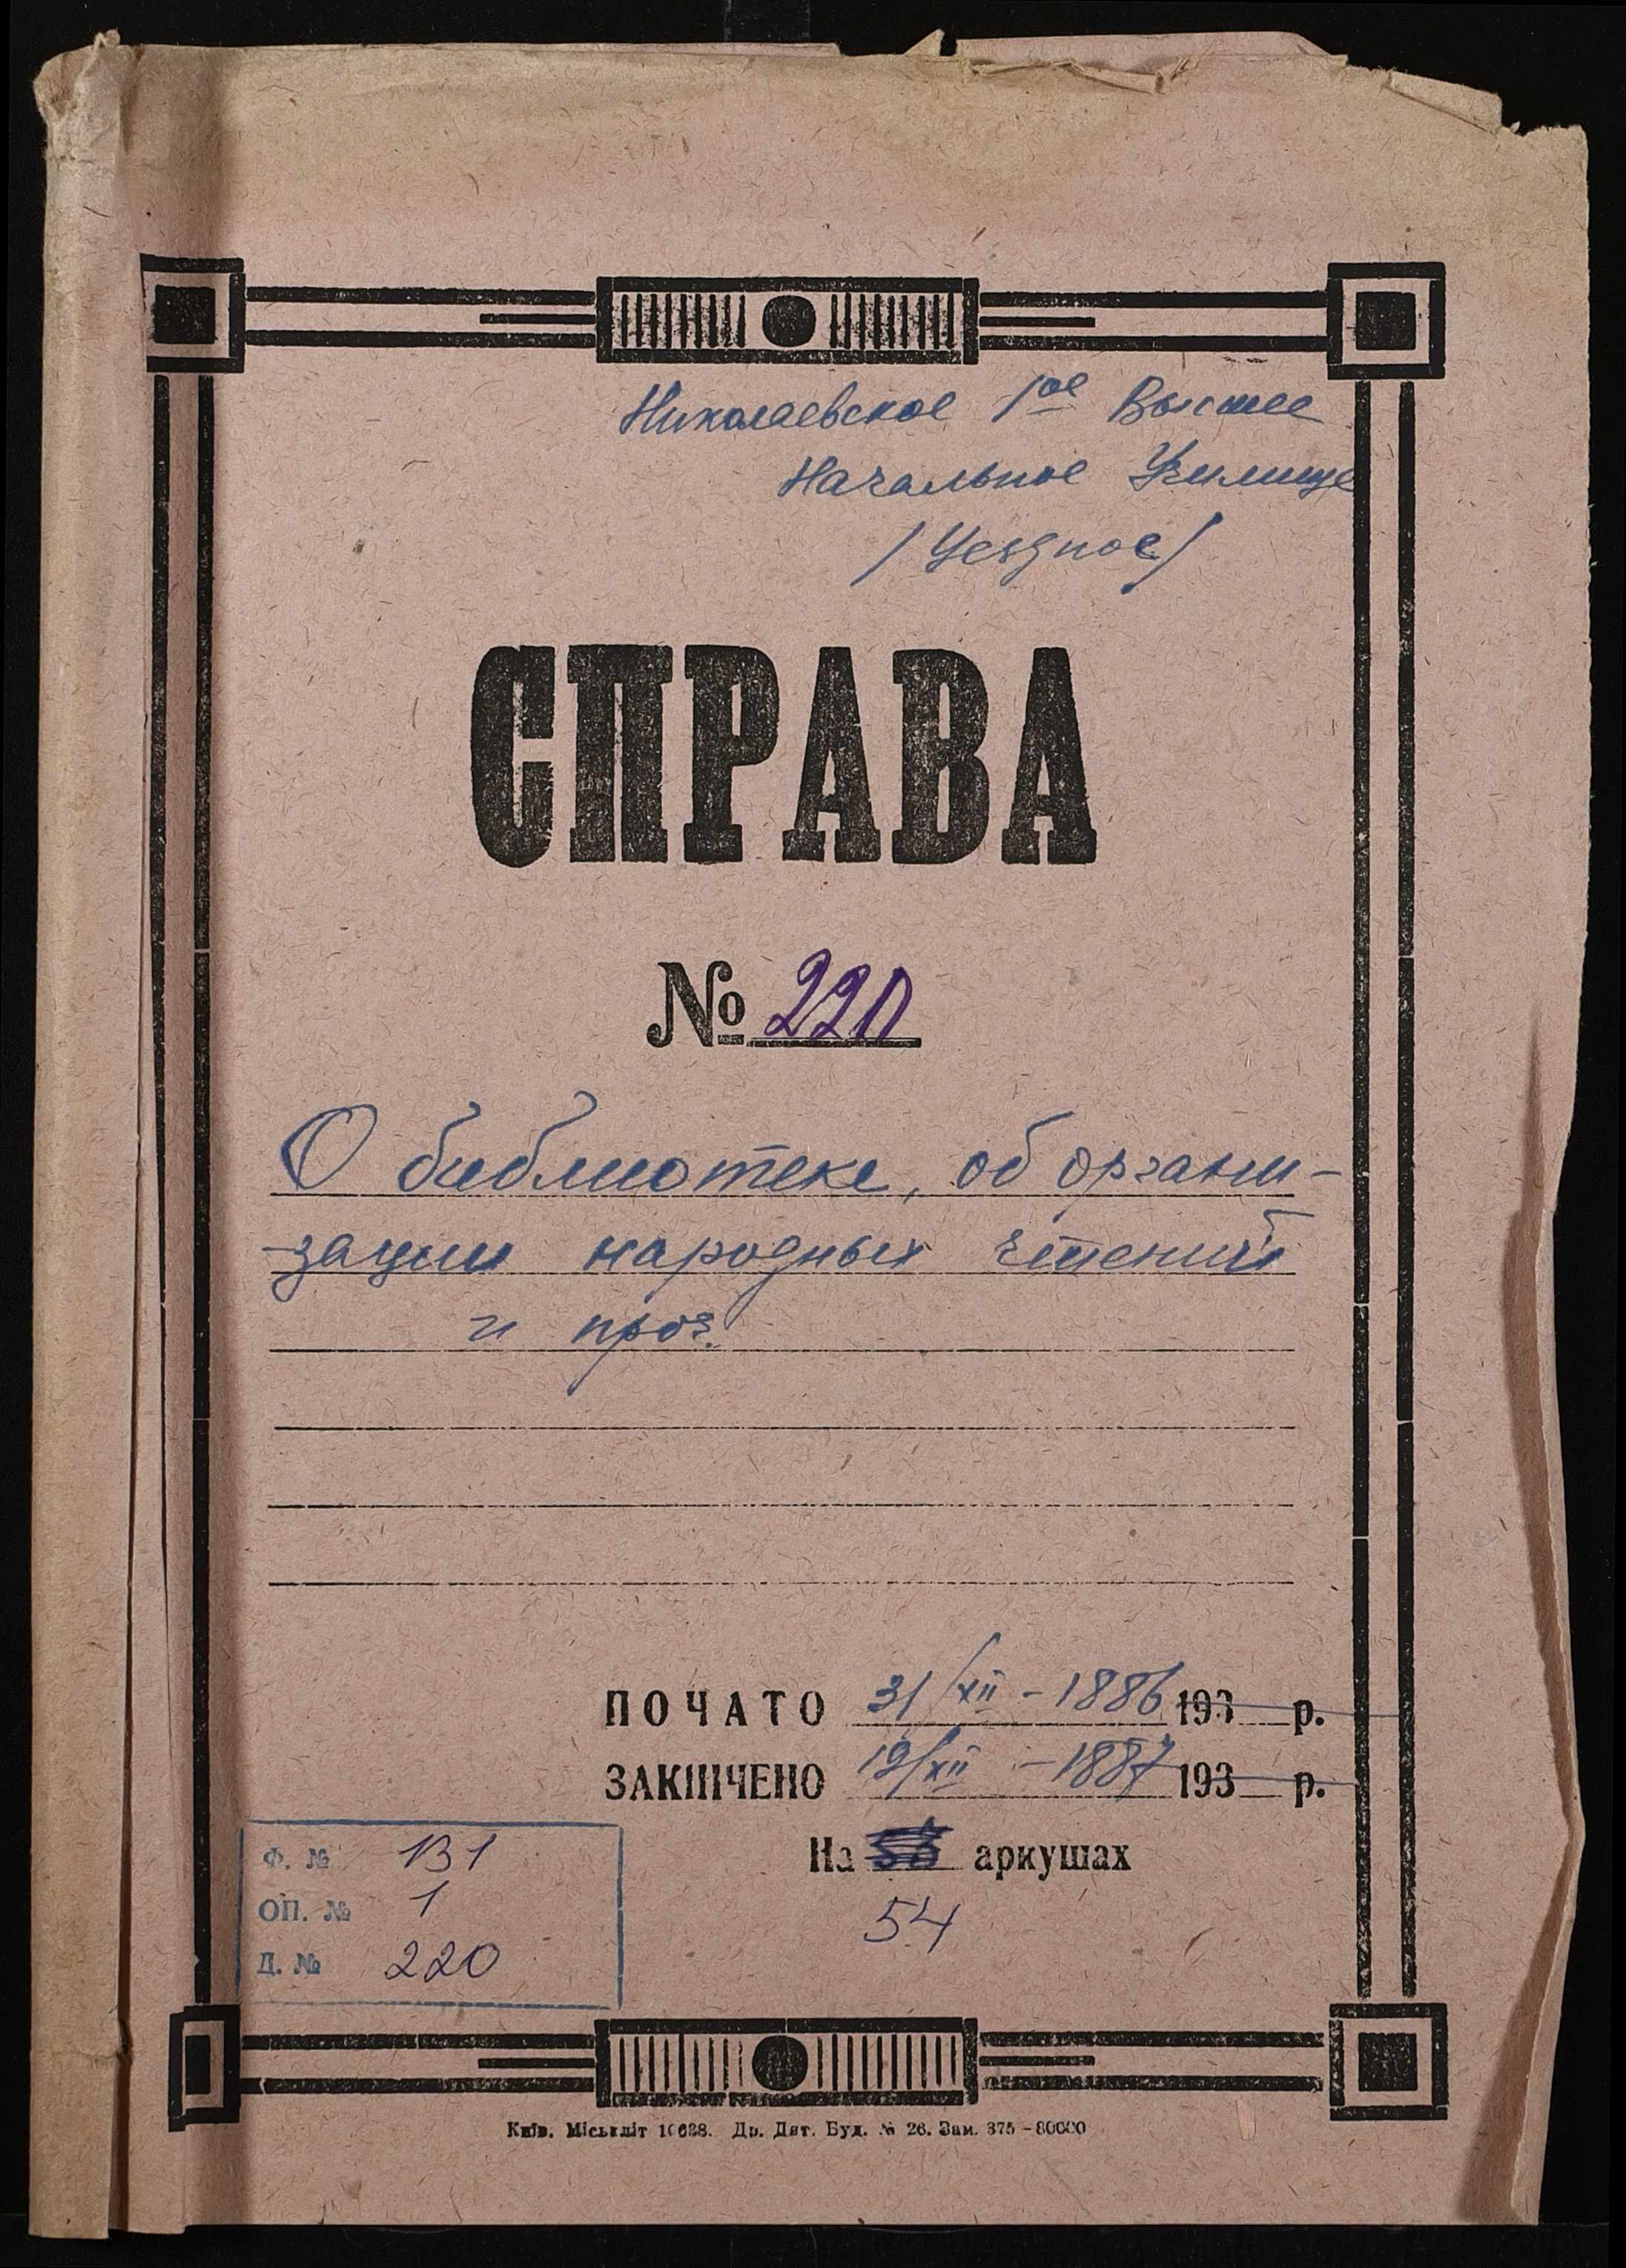 Николаевское 1ое Высшее
Начальное Училище
/Уездное/
СПРАВА
№ 220
О библиотеке, об органи-
-зации народных чтений
и проч.
ПОЧАТО 31/XII - 1886 193 р.
ЗАКІНЧЕНО 19/XII - 1887 193 р.
На аркушах
54
Ф. № 131
ОП. № 1
Д. № 220
Київ. Міськліт 10628. Др. Дит. Буд. № 26. Зам. 875 - 80000